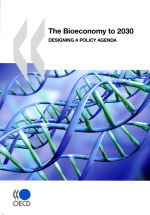 The Bioeconomy to 2030
DESIGNING A POLICY AGENDA
OECD